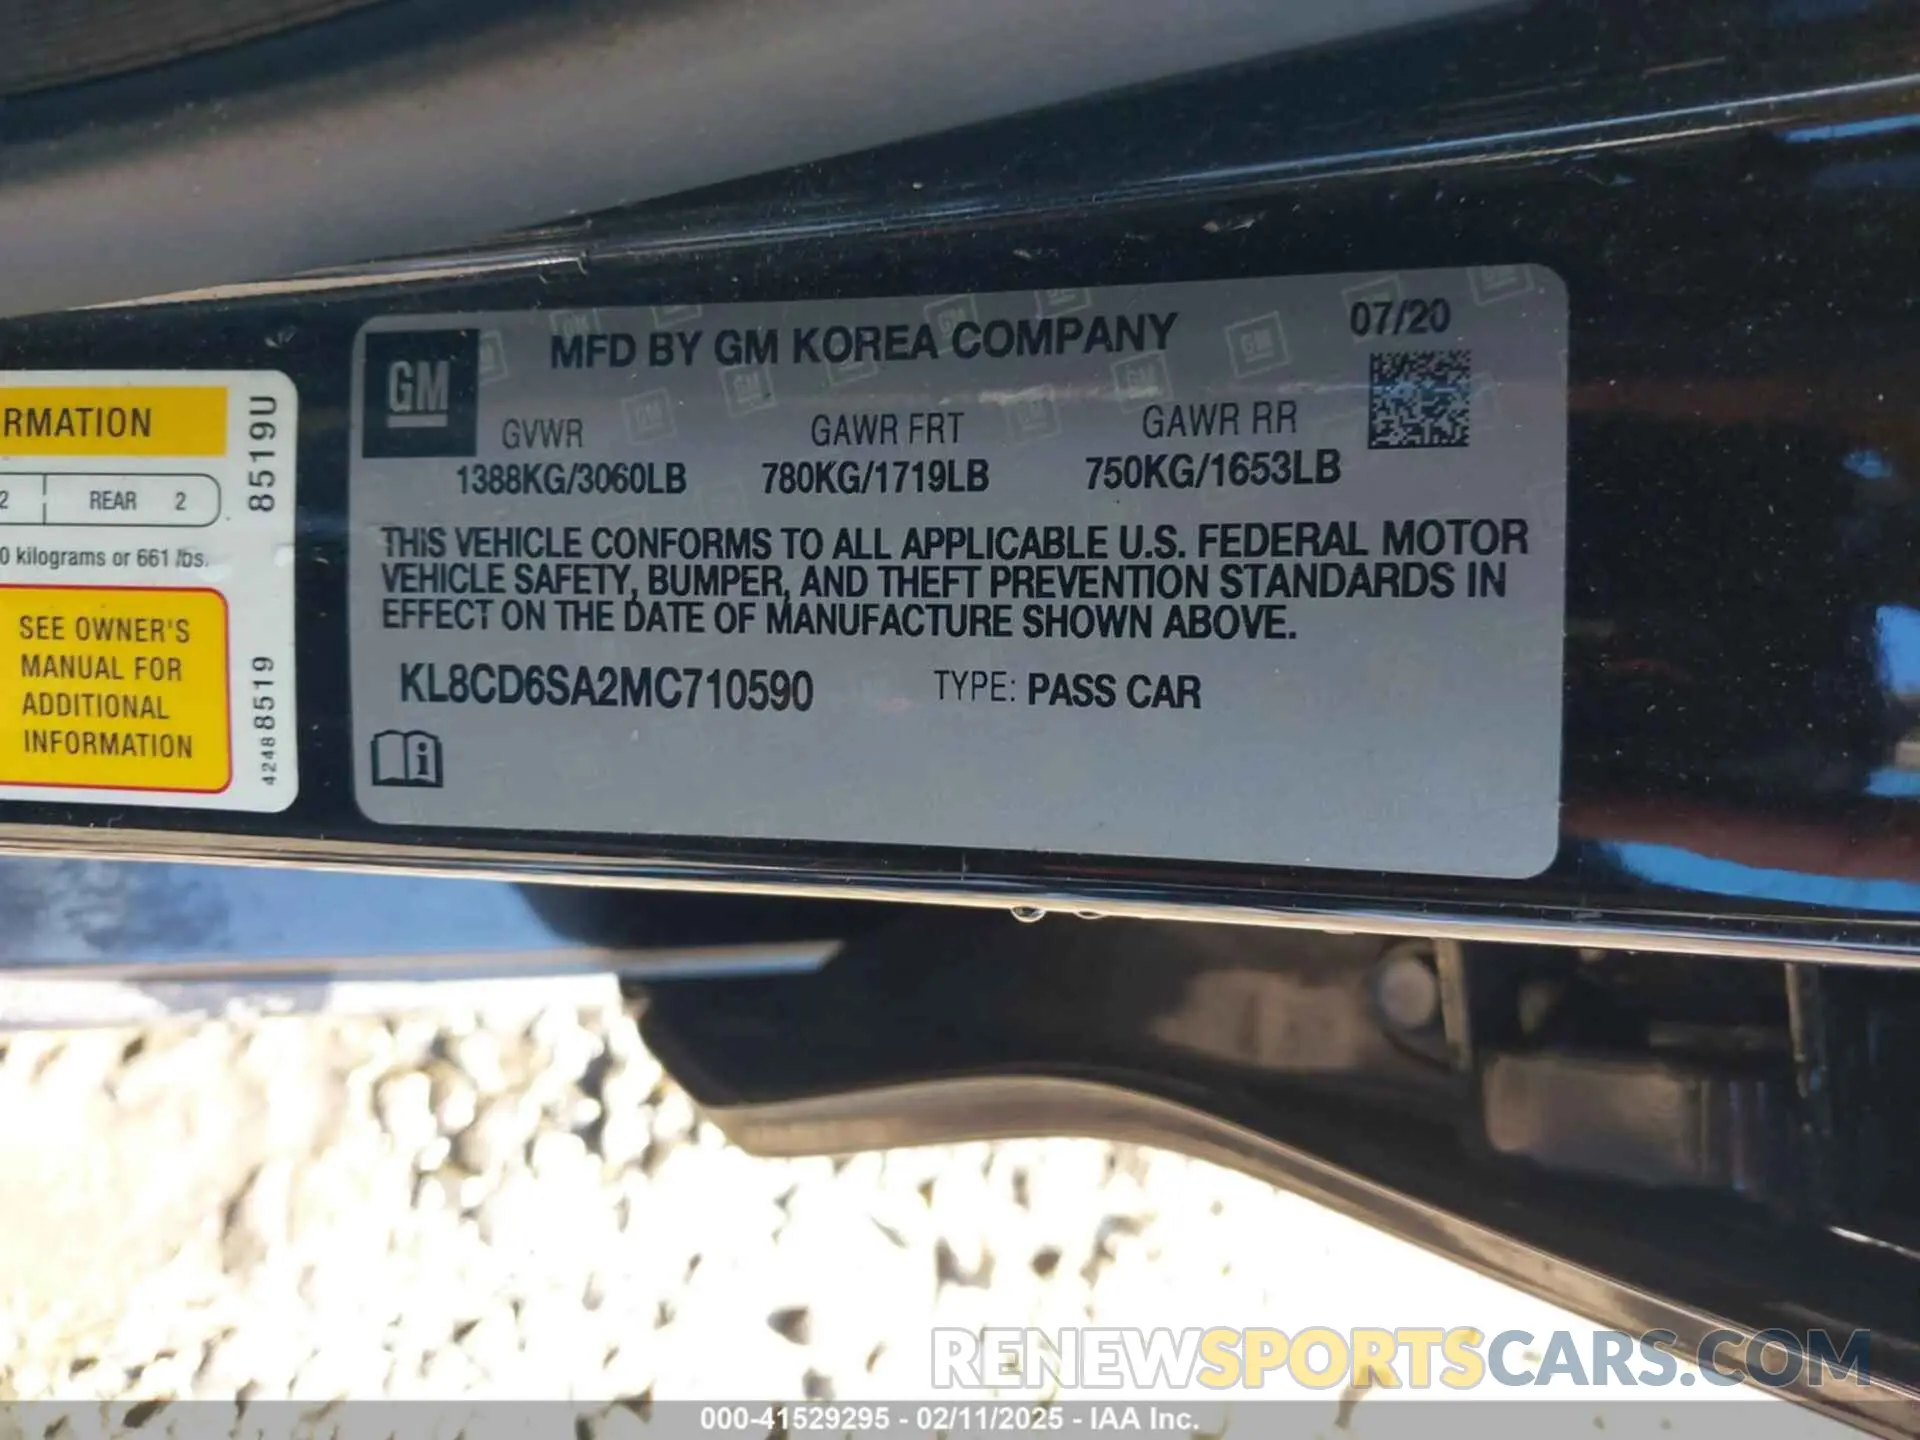 RMATION
8519U
2 REAR 2
0 kilograms or 661 lbs.
SEE OWNER'S
MANUAL FOR
ADDITIONAL
INFORMATION
42488519
GM
MFD BY GM KOREA COMPANY
07/20
GVWR GAWR FRT GAWR RR
1388KG/3060LB 780KG/1719LB 750KG/1653LB
THIS VEHICLE CONFORMS TO ALL APPLICABLE U.S. FEDERAL MOTOR
VEHICLE SAFETY, BUMPER, AND THEFT PREVENTION STANDARDS IN
EFFECT ON THE DATE OF MANUFACTURE SHOWN ABOVE.
KL8CD6SA2MC710590 TYPE: PASS CAR
RENEWSPORTSCARS.COM
000-41529295 - 02/11/2025 - IAA Inc.